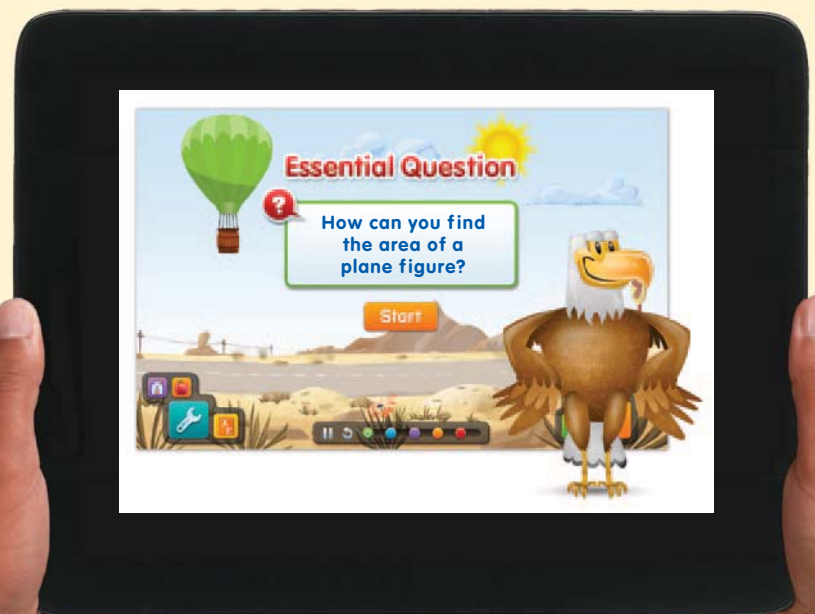 Essential Question
?
How can you find
the area of a
plane figure?
Start